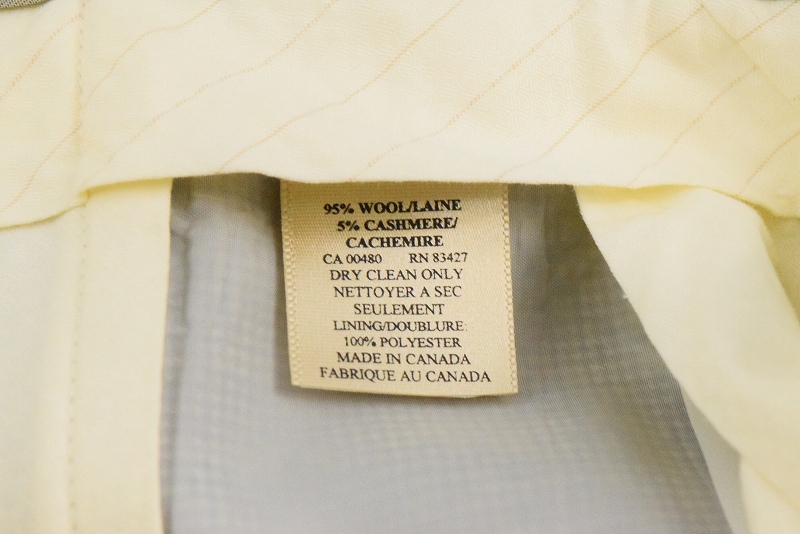 95% WOOL/LAINE
5% CASHMERE/
CACHEMIRE
CA 00480 RN 83427
DRY CLEAN ONLY
NETTOYER A SEC
SEULEMENT
LINING/DOUBLURE:
100% POLYESTER
MADE IN CANADA
FABRIQUE AU CANADA